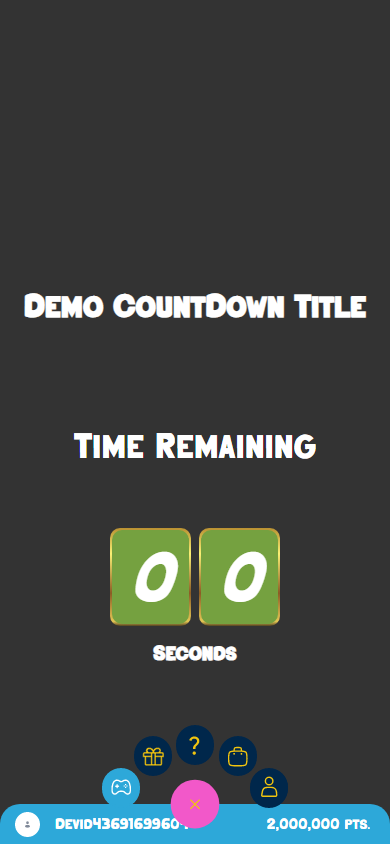 Demo CountDown Title
Time Remaining
0 0
Seconds
?
2,000,000 pts.